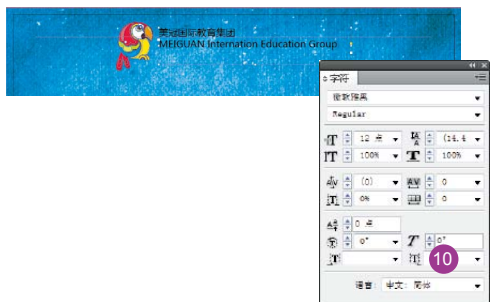 美冠国际教育集团
MEIGUAN Internation Education Group
字符
微软雅黑
Regular
12 点 (14.4
100% 100%
(0) 0
0% 0
0 点
0° 0°
10
语言: 中文: 简体